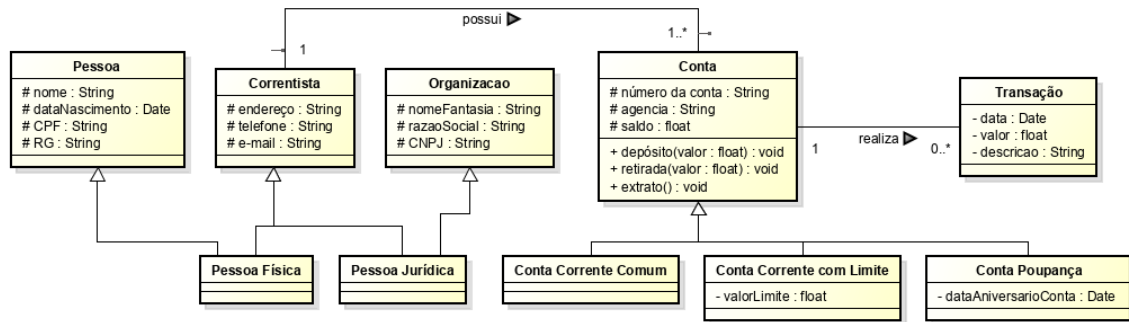 possui
1
1..*
Pessoa
# nome : String
# dataNascimento : Date
# CPF : String
# RG : String
Correntista
# endereço : String
# telefone : String
# e-mail : String
Organizacao
# nomeFantasia : String
# razaoSocial : String
# CNPJ : String
Conta
# número da conta : String
# agencia : String
# saldo : float
+ depósito(valor : float) : void
+ retirada(valor : float) : void
+ extrato() : void
realiza
1
0..*
Transação
- data : Date
- valor : float
- descricao : String
Pessoa Física
Pessoa Jurídica
Conta Corrente Comum
Conta Corrente com Limite
- valorLimite : float
Conta Poupança
- dataAniversarioConta : Date